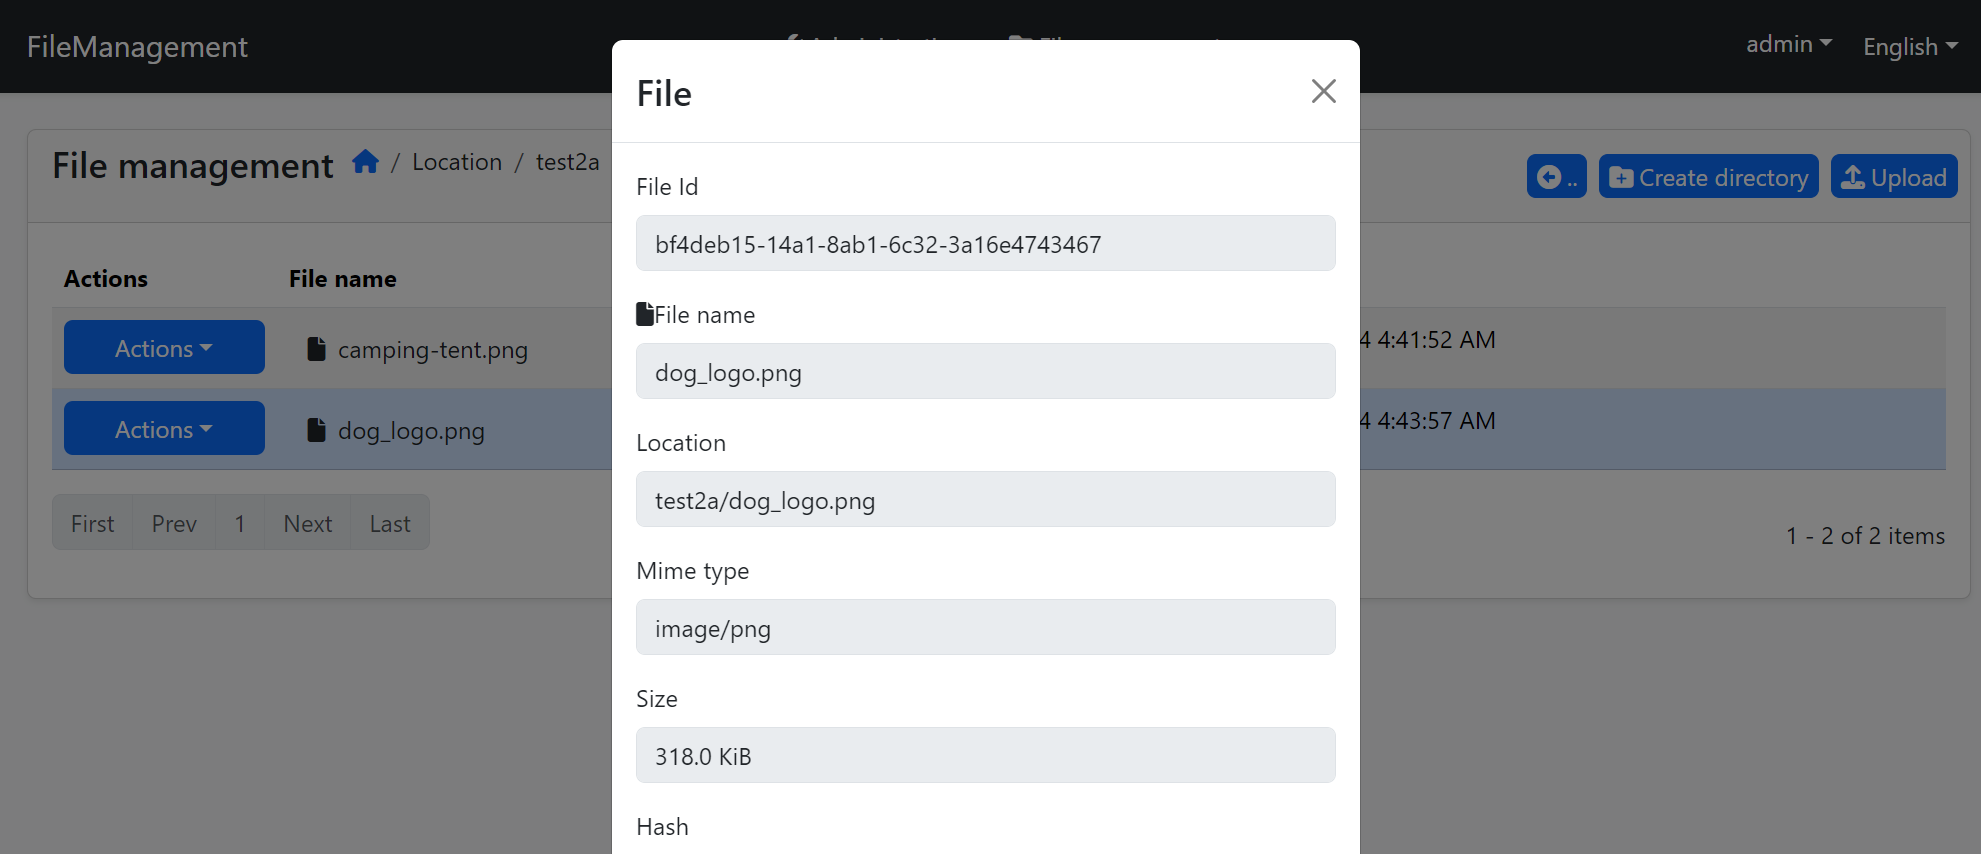 FileManagement
admin
English
File management / Location / test2a
..
Create directory
Upload
Actions File name
Actions camping-tent.png 4:41:52 AM
Actions dog_logo.png 4:43:57 AM
First Prev 1 Next Last
1 - 2 of 2 items
File
File Id
bf4deb15-14a1-8ab1-6c32-3a16e4743467
File name
dog_logo.png
Location
test2a/dog_logo.png
Mime type
image/png
Size
318.0 KiB
Hash